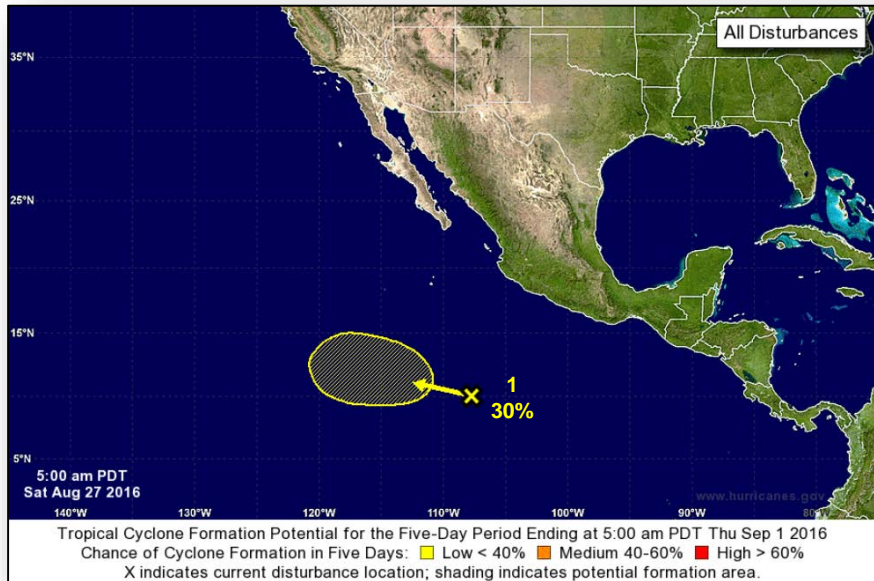 All Disturbances
35°N
25°N
15°N
1
30%
5°N
5:00 am PDT
Sat Aug 27 2016
www.hurricanes.gov
140°W
130°W
120°W
110°W
100°W
90°W
80°W
Tropical Cyclone Formation Potential for the Five-Day Period Ending at 5:00 am PDT Thu Sep 1 2016
Chance of Cyclone Formation in Five Days: Low < 40% Medium 40-60% High > 60%
X indicates current disturbance location; shading indicates potential formation area.